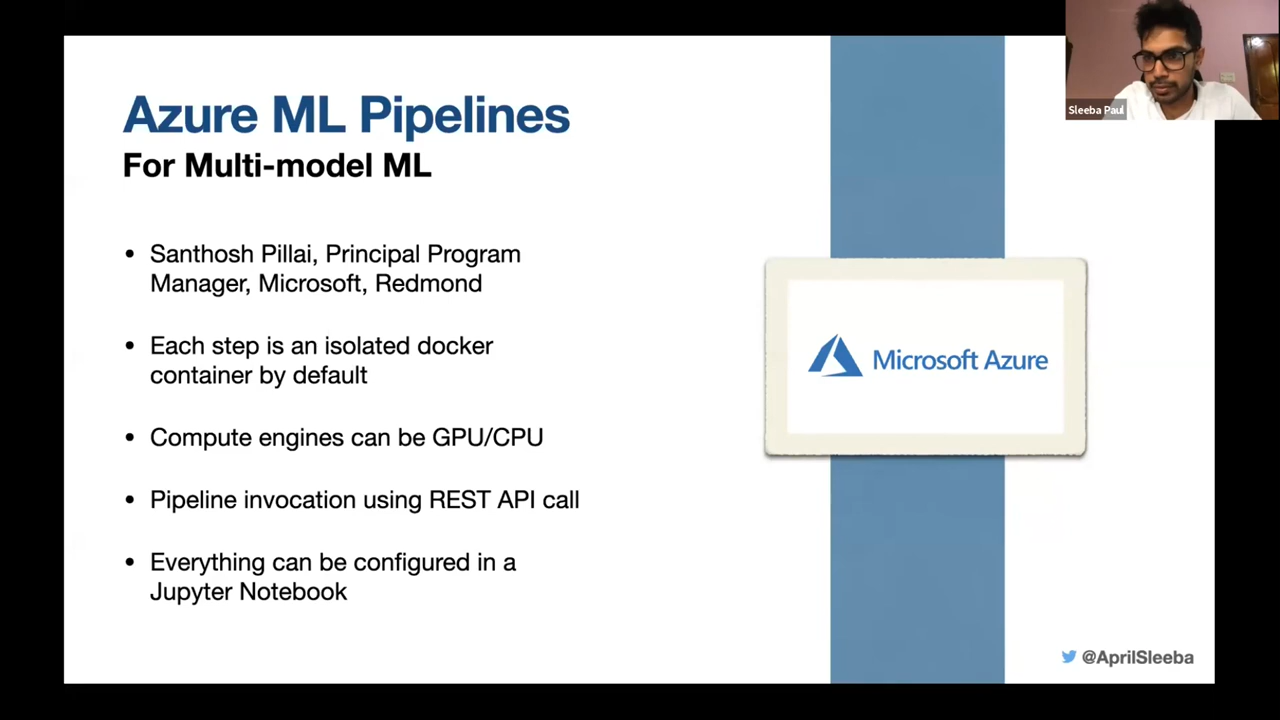 Sleeba Paul
Azure ML Pipelines
For Multi-model ML
• Santhosh Pillai, Principal Program
Manager, Microsoft, Redmond
• Each step is an isolated docker
container by default
• Compute engines can be GPU/CPU
• Pipeline invocation using REST API call
• Everything can be configured in a
Jupyter Notebook
Microsoft Azure
@AprilSleeba